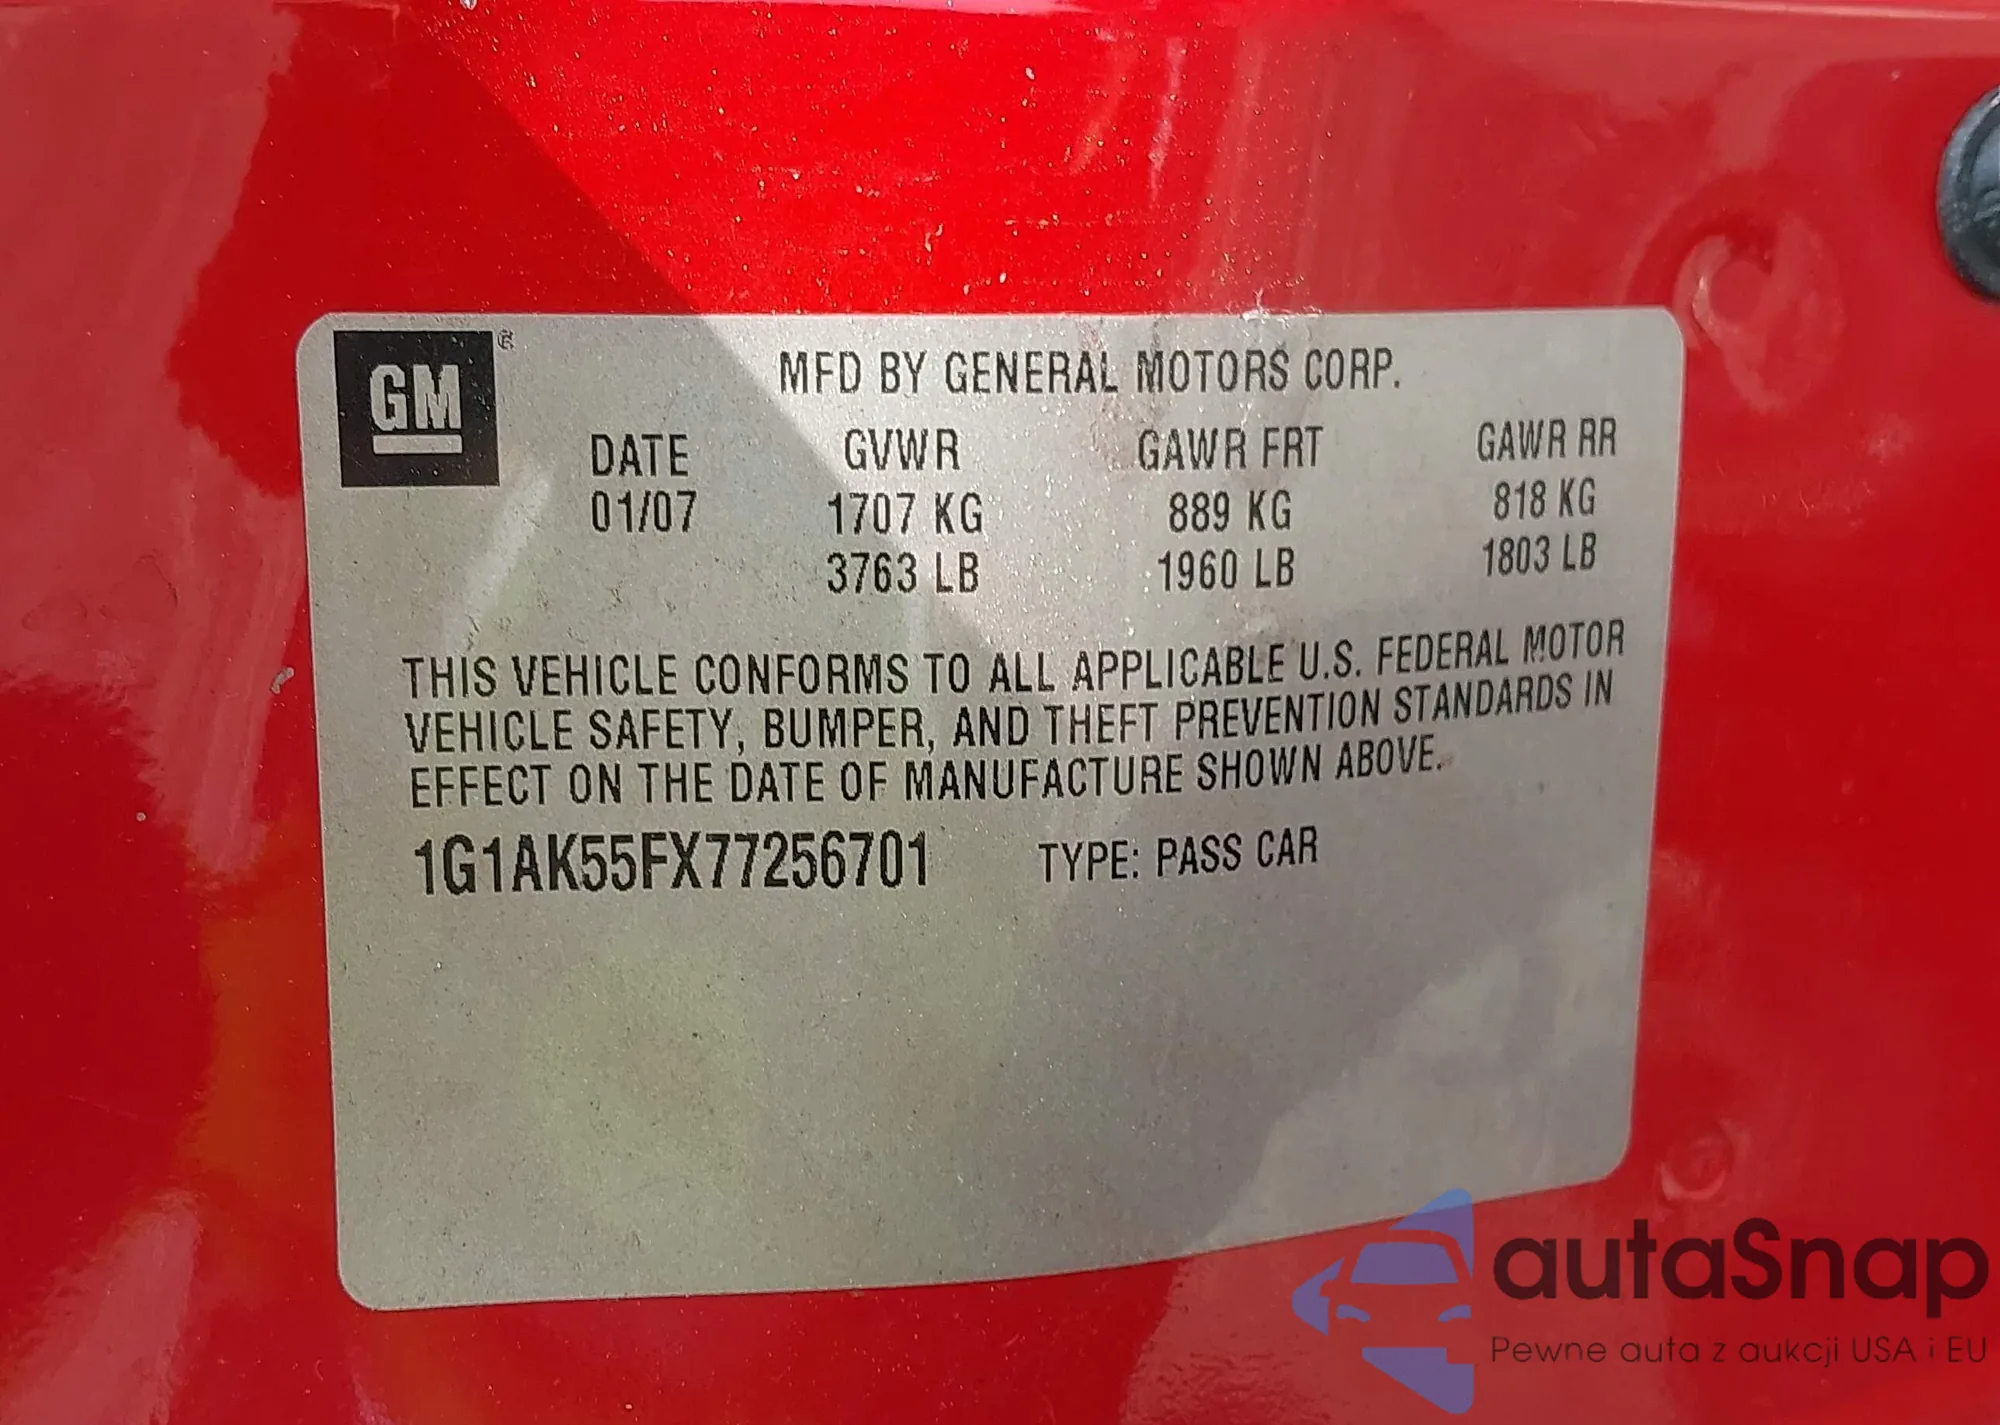 GM ®
MFD BY GENERAL MOTORS CORP.
DATE GVWR GAWR FRT GAWR RR
01/07 1707 KG 889 KG 818 KG
3763 LB 1960 LB 1803 LB
THIS VEHICLE CONFORMS TO ALL APPLICABLE U.S. FEDERAL MOTOR
VEHICLE SAFETY, BUMPER, AND THEFT PREVENTION STANDARDS IN
EFFECT ON THE DATE OF MANUFACTURE SHOWN ABOVE.
1G1AK55FX77256701 TYPE: PASS CAR
autaSnap
Pewne auta z aukcji USA i EU